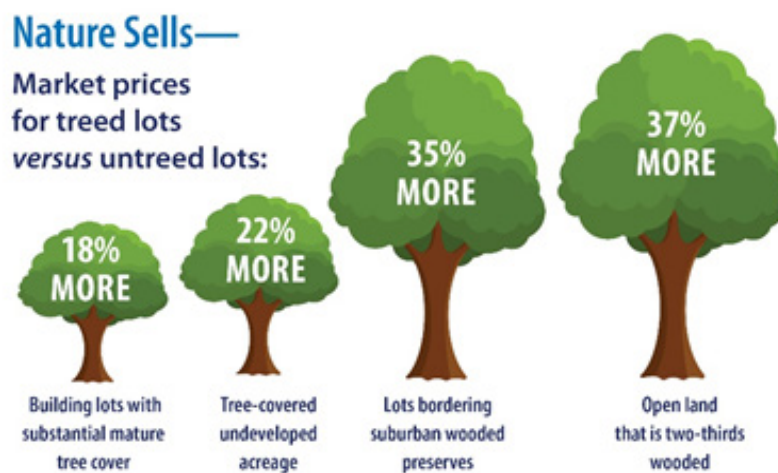 Nature Sells—
Market prices
for treed lots
versus untreed lots:
18%
MORE
22%
MORE
35%
MORE
37%
MORE
Building lots with
substantial mature
tree cover
Tree-covered
undeveloped
acreage
Lots bordering
suburban wooded
preserves
Open land
that is two-thirds
wooded